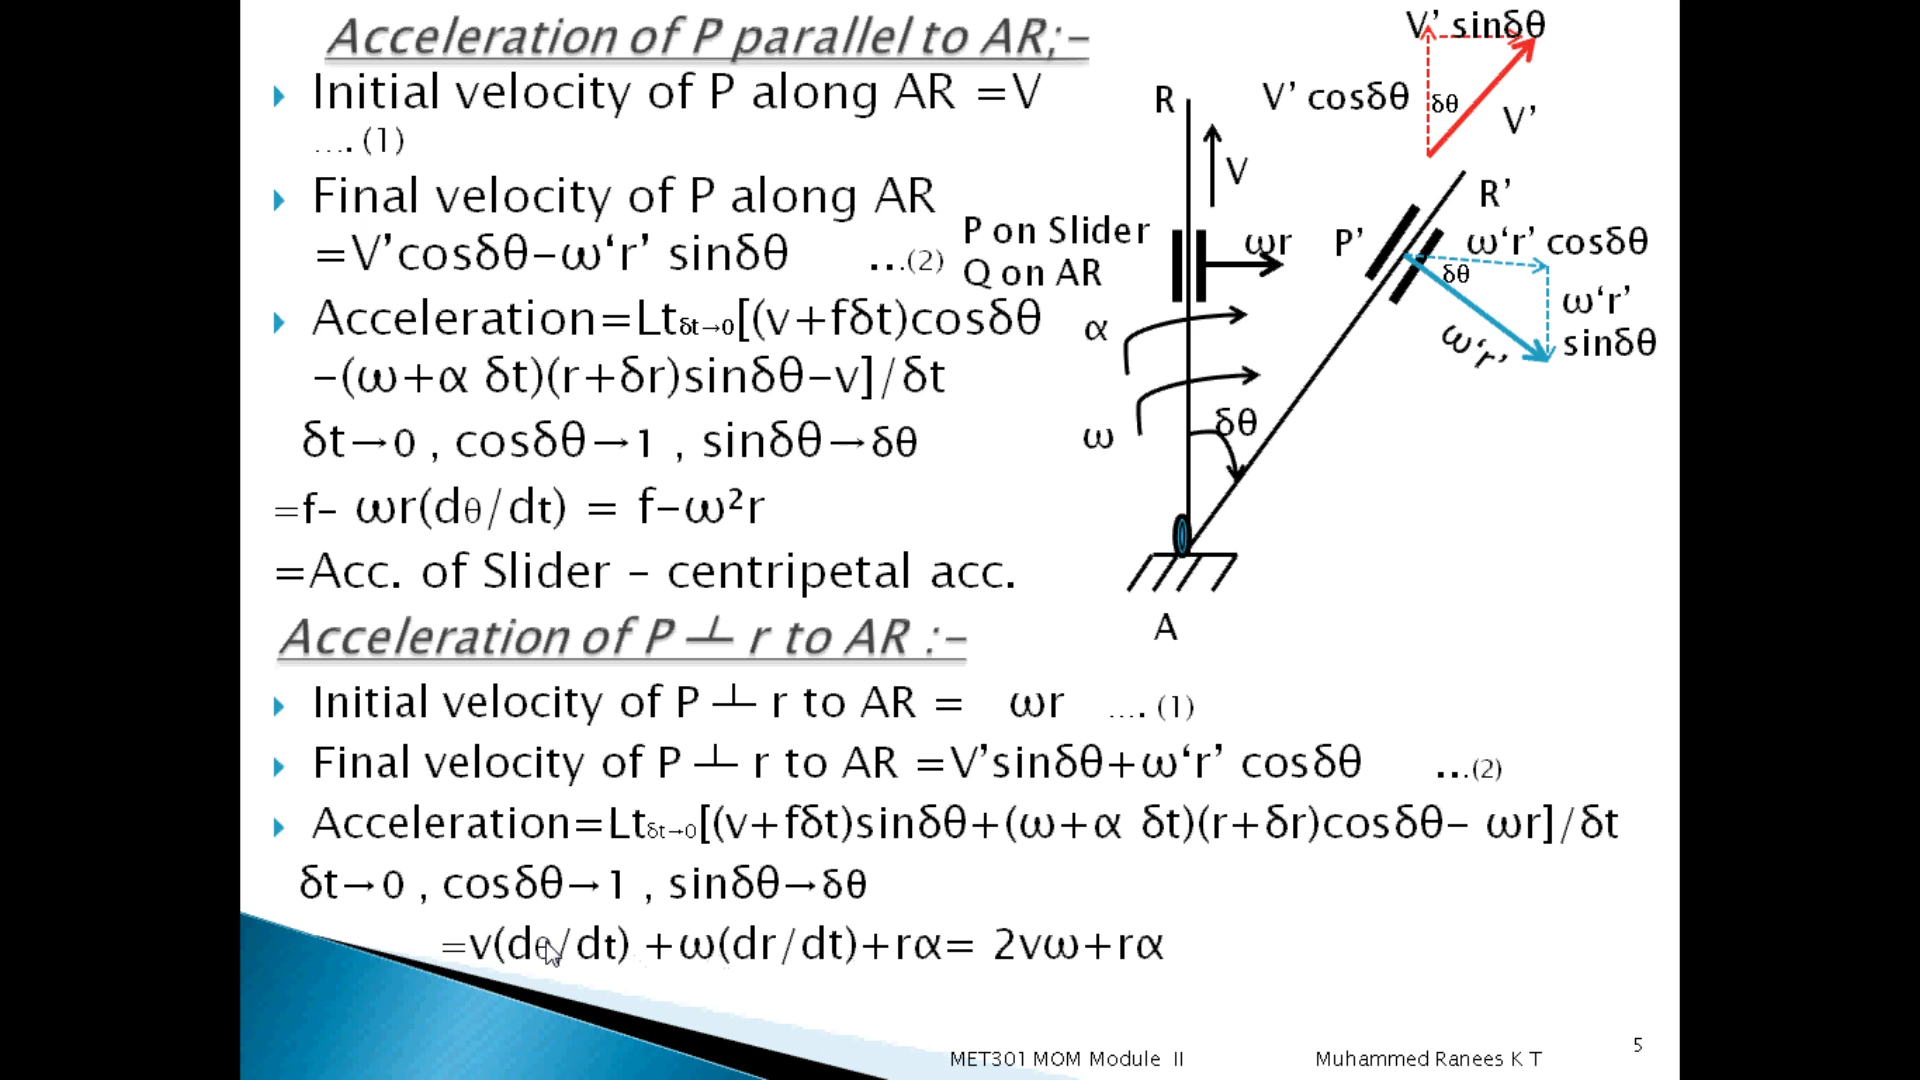 Acceleration of P parallel to AR;-
Initial velocity of P along AR =V
.... (1)
Final velocity of P along AR
=V’cosδθ-ω‘r’ sinδθ ...(2)
Acceleration=Ltδt→0[(v+fδt)cosδθ
-(ω+α δt)(r+δr)sinδθ-v]/δt
δt→0 , cosδθ→1 , sinδθ→δθ
=f- ωr(dθ/dt) = f-ω²r
=Acc. of Slider - centripetal acc.
Acceleration of P ┴ r to AR :-
Initial velocity of P ┴ r to AR = ωr .... (1)
Final velocity of P ┴ r to AR =V’sinδθ+ω‘r’ cosδθ ...(2)
Acceleration=Ltδt→0[(v+fδt)sinδθ+(ω+α δt)(r+δr)cosδθ- ωr]/δt
δt→0 , cosδθ→1 , sinδθ→δθ
=v(dθ/dt) +ω(dr/dt)+rα= 2vω+rα
V’ sinδθ
R
V’ cosδθ
δθ
V’
V
R’
P on Slider
Q on AR
ωr
P’
ω‘r’ cosδθ
δθ
ω‘r’
sinδθ
ω‘r’
α
ω
δθ
A
MET301 MOM Module II
Muhammed Ranees K T
5